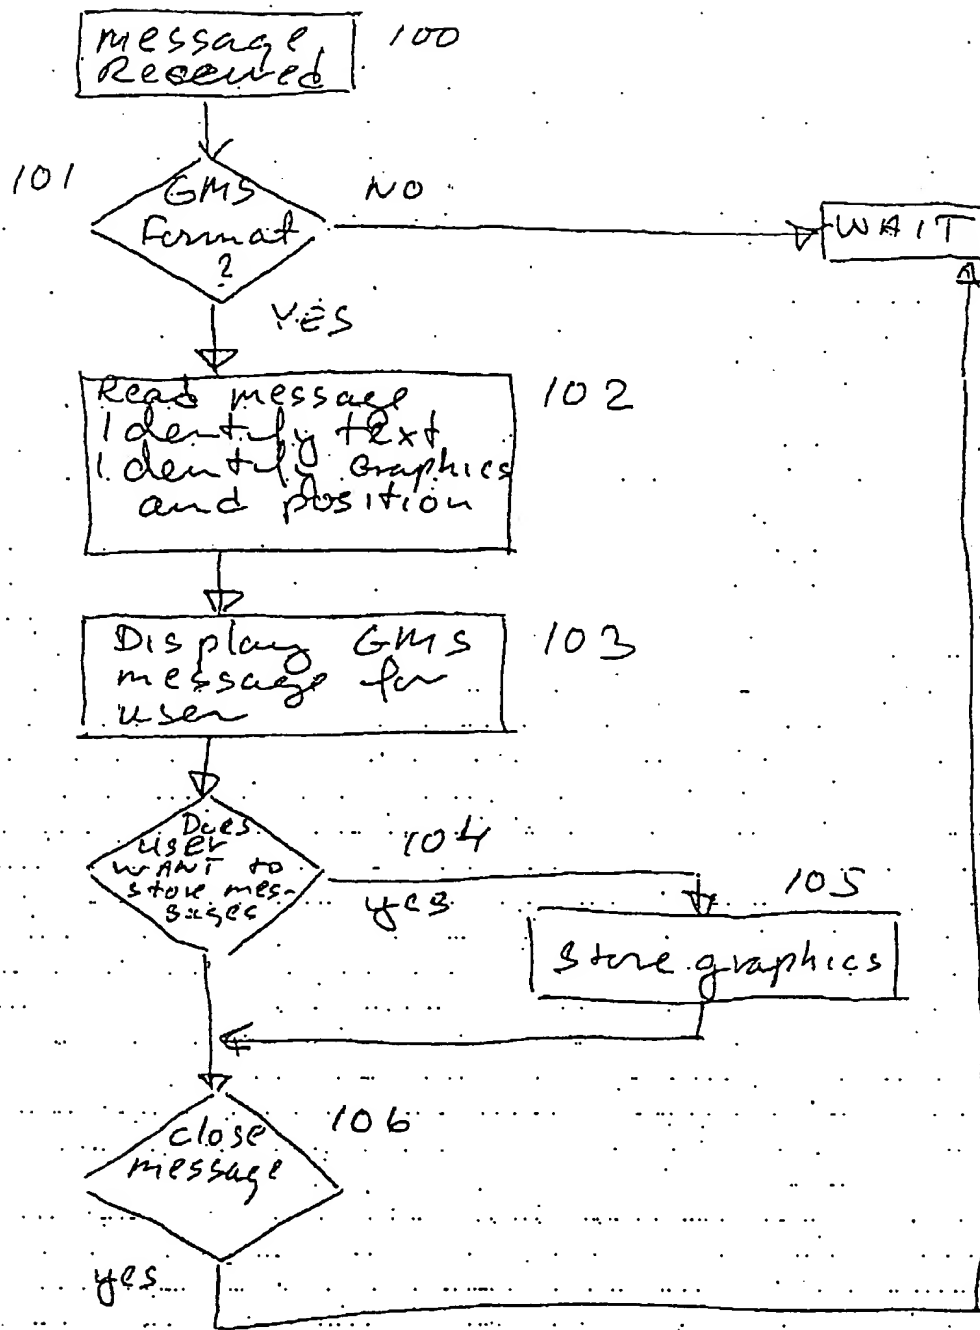 message 100
Received
101 GMS
Format
?
NO
WAIT
YES
Read message 102
Identify text
Identify Graphics
and position
Display GMS 103
message for
user
Does
user
WANT to
store mes-
sages
104
yes
105
Store graphics
close
message
106
yes